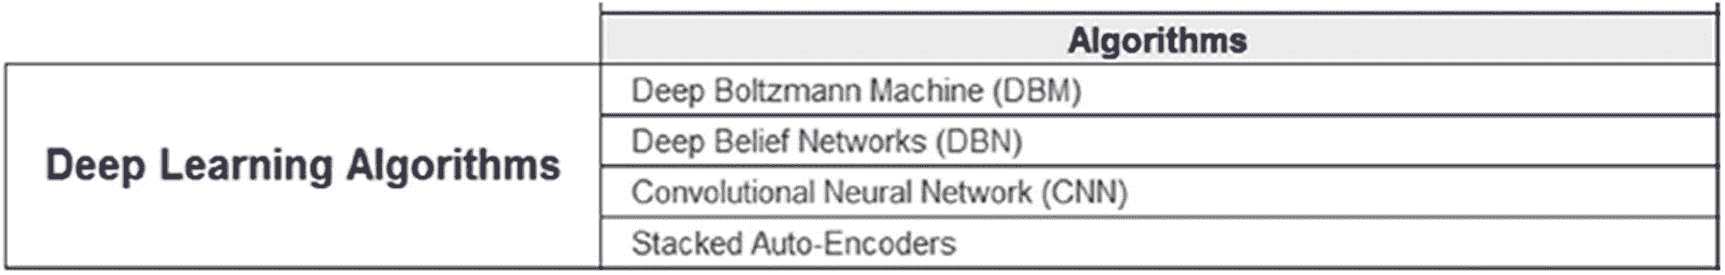 Algorithms
Deep Learning Algorithms
Deep Boltzmann Machine (DBM)
Deep Belief Networks (DBN)
Convolutional Neural Network (CNN)
Stacked Auto-Encoders